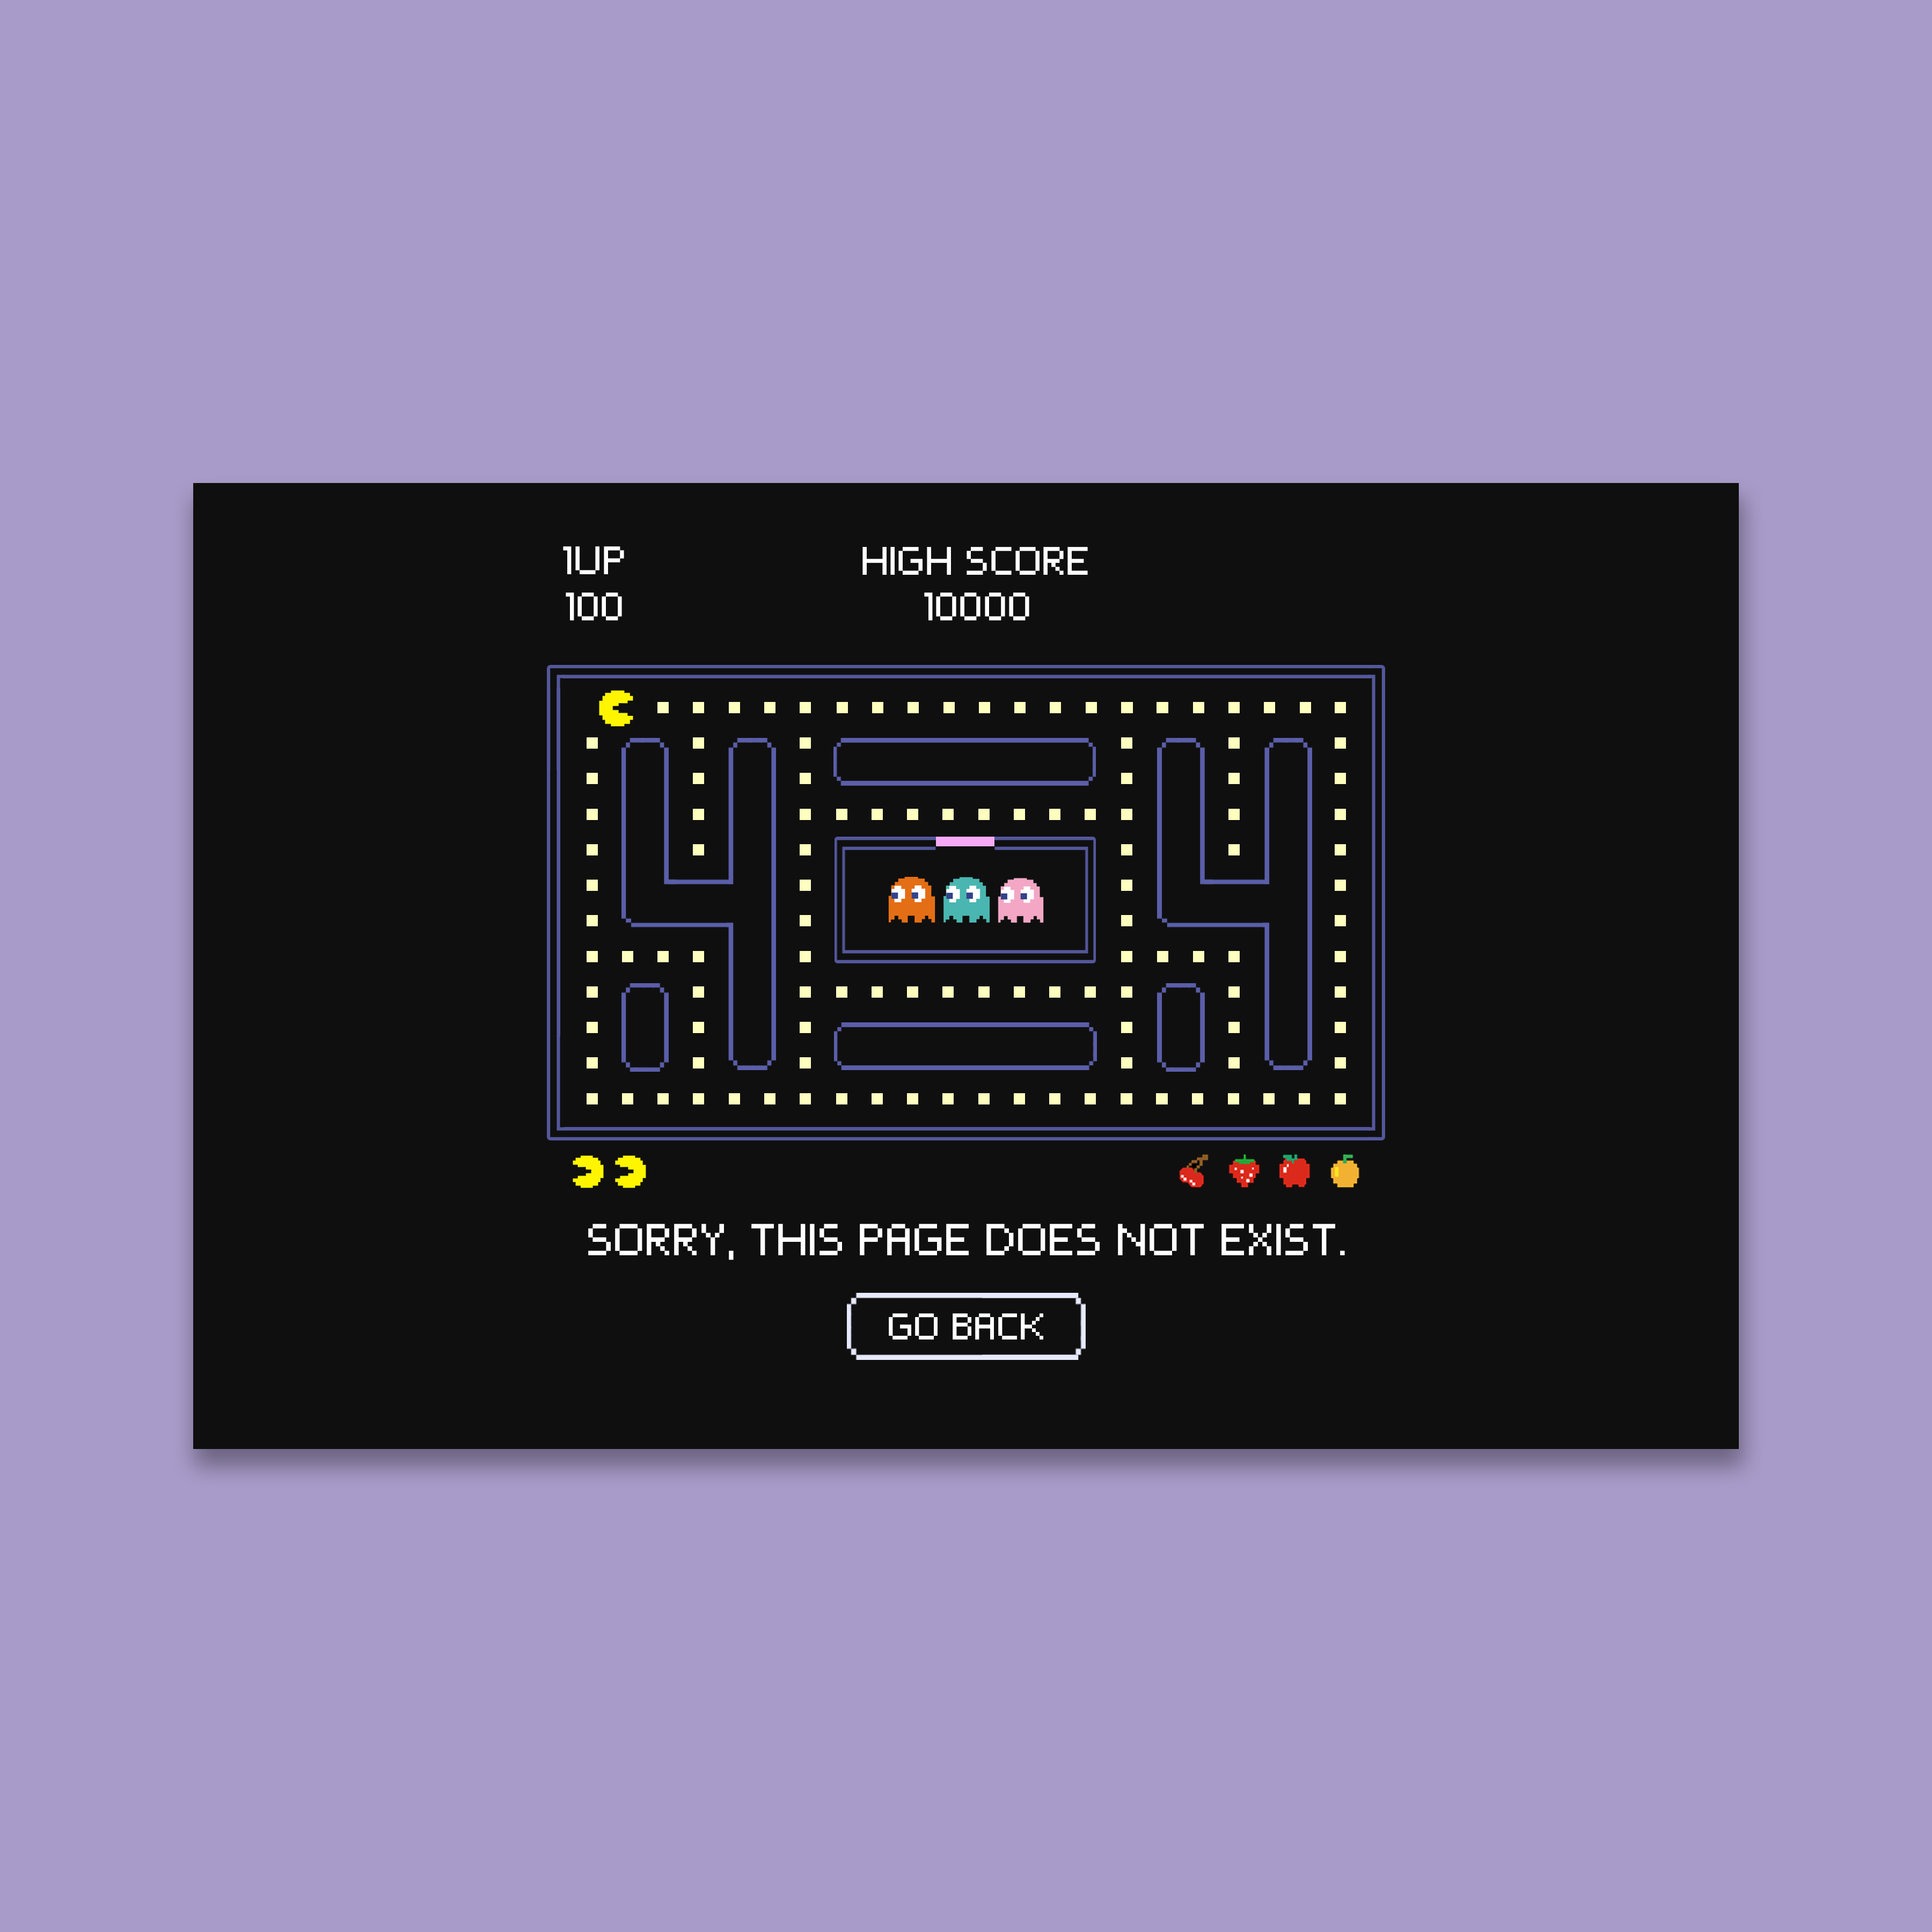 1UP
HIGH SCORE
100
10000
SORRY, THIS PAGE DOES NOT EXIST.
GO BACK